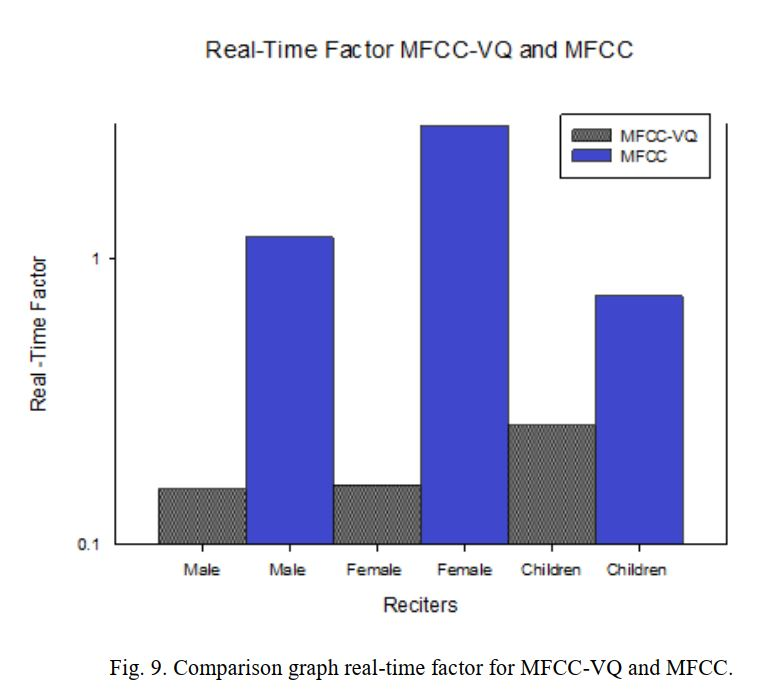 Real-Time Factor MFCC-VQ and MFCC
MFCC-VQ
MFCC
Real -Time Factor
1
0.1
Male Male Female Female Children Children
Reciters
Fig. 9. Comparison graph real-time factor for MFCC-VQ and MFCC.